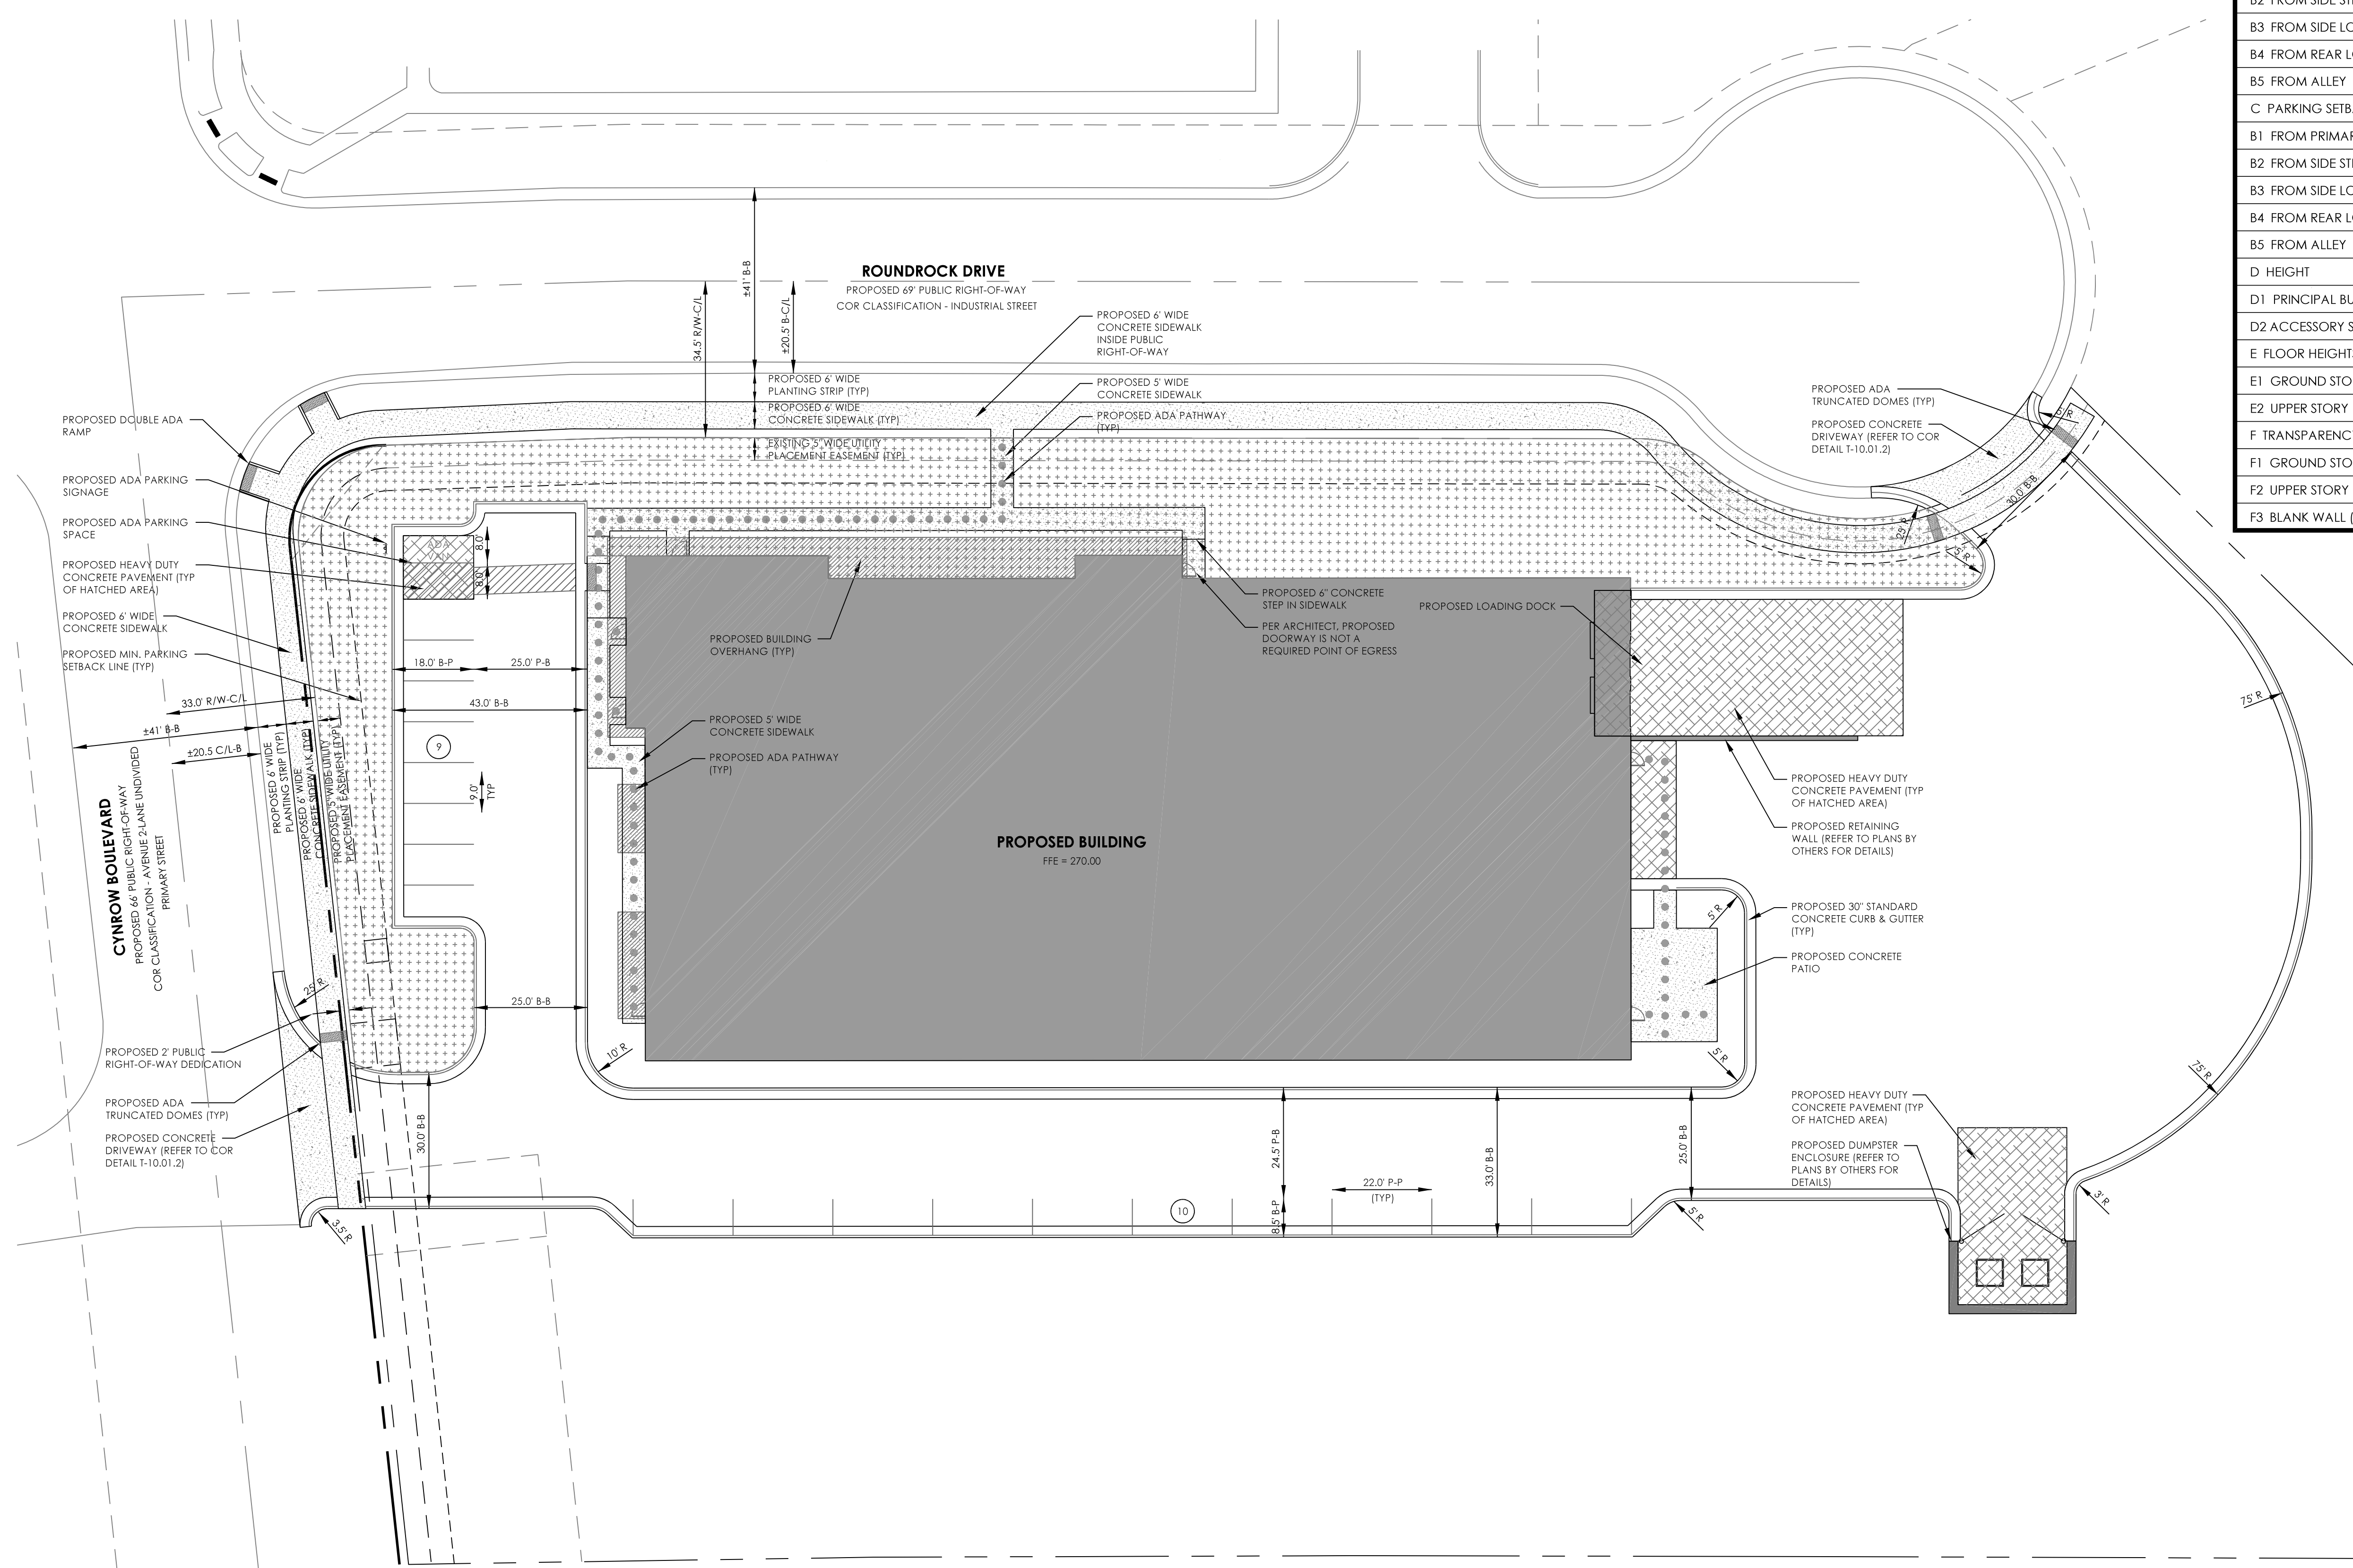 B3 FROM SIDE LO
B4 FROM REAR L
B5 FROM ALLEY
C PARKING SETB
B1 FROM PRIMAR
B2 FROM SIDE STI
B3 FROM SIDE LO
B4 FROM REAR L
B5 FROM ALLEY
D HEIGHT
D1 PRINCIPAL BU
D2 ACCESSORY S
E FLOOR HEIGHT
E1 GROUND STO
E2 UPPER STORY
F TRANSPARENC
F1 GROUND STO
F2 UPPER STORY
F3 BLANK WALL (
ROUNDROCK DRIVE
PROPOSED 69' PUBLIC RIGHT-OF-WAY
COR CLASSIFICATION - INDUSTRIAL STREET
±41' B-B
34.5' R/W-C/L
±20.5' B-C/L
PROPOSED 6' WIDE
CONCRETE SIDEWALK
INSIDE PUBLIC
RIGHT-OF-WAY
PROPOSED 6' WIDE
PLANTING STRIP (TYP)
PROPOSED 6' WIDE
CONCRETE SIDEWALK (TYP)
EXISTING 5' WIDE UTILITY
PLACEMENT EASEMENT (TYP)
PROPOSED 5' WIDE
CONCRETE SIDEWALK
PROPOSED ADA PATHWAY
(TYP)
PROPOSED ADA
TRUNCATED DOMES (TYP)
PROPOSED CONCRETE
DRIVEWAY (REFER TO COR
DETAIL T-10.01.2)
5' R
30.0' B-B
25' R
5' R
PROPOSED DOUBLE ADA
RAMP
PROPOSED ADA PARKING
SIGNAGE
PROPOSED ADA PARKING
SPACE
PROPOSED HEAVY DUTY
CONCRETE PAVEMENT (TYP
OF HATCHED AREA)
PROPOSED 6' WIDE
CONCRETE SIDEWALK
PROPOSED MIN. PARKING
SETBACK LINE (TYP)
ADA
VAN
8.0'
8.0'
18.0' B-P
25.0' P-B
43.0' B-B
33.0' R/W-C/L
±41' B-B
±20.5 C/L-B
9
9.0'
TYP
CYNROW BOULEVARD
PROPOSED 66' PUBLIC RIGHT-OF-WAY
COR CLASSIFICATION - AVENUE 2-LANE UNDIVIDED
PRIMARY STREET
PROPOSED 6' WIDE
PLANTING STRIP (TYP)
PROPOSED 6' WIDE
CONCRETE SIDEWALK (TYP)
PROPOSED 5' WIDE UTILITY
PLACEMENT EASEMENT (TYP)
PROPOSED BUILDING
OVERHANG (TYP)
PROPOSED 6" CONCRETE
STEP IN SIDEWALK
PER ARCHITECT, PROPOSED
DOORWAY IS NOT A
REQUIRED POINT OF EGRESS
PROPOSED LOADING DOCK
PROPOSED 5' WIDE
CONCRETE SIDEWALK
PROPOSED ADA PATHWAY
(TYP)
PROPOSED BUILDING
FFE = 270.00
75' R
PROPOSED HEAVY DUTY
CONCRETE PAVEMENT (TYP
OF HATCHED AREA)
PROPOSED RETAINING
WALL (REFER TO PLANS BY
OTHERS FOR DETAILS)
PROPOSED 30" STANDARD
CONCRETE CURB & GUTTER
(TYP)
PROPOSED CONCRETE
PATIO
5' R
25' R
25.0' B-B
10' R
5' R
75' R
PROPOSED 2' PUBLIC
RIGHT-OF-WAY DEDICATION
PROPOSED ADA
TRUNCATED DOMES (TYP)
PROPOSED CONCRETE
DRIVEWAY (REFER TO COR
DETAIL T-10.01.2)
30.0' B-B
3.5' R
24.5' P-B
8.5' B-P
33.0' B-B
25.0' B-B
22.0' P-P
(TYP)
10
5' R
PROPOSED HEAVY DUTY
CONCRETE PAVEMENT (TYP
OF HATCHED AREA)
PROPOSED DUMPSTER
ENCLOSURE (REFER TO
PLANS BY OTHERS FOR
DETAILS)
3' R